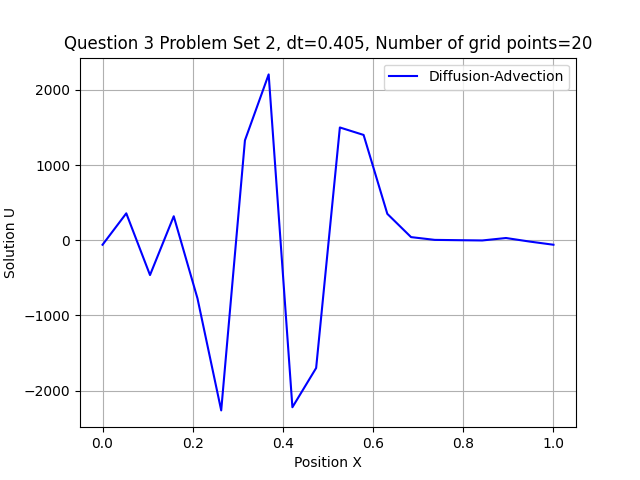 Question 3 Problem Set 2, dt=0.405, Number of grid points=20
Diffusion-Advection
Solution U
2000
1000
0
−1000
−2000
0.0 0.2 0.4 0.6 0.8 1.0
Position X